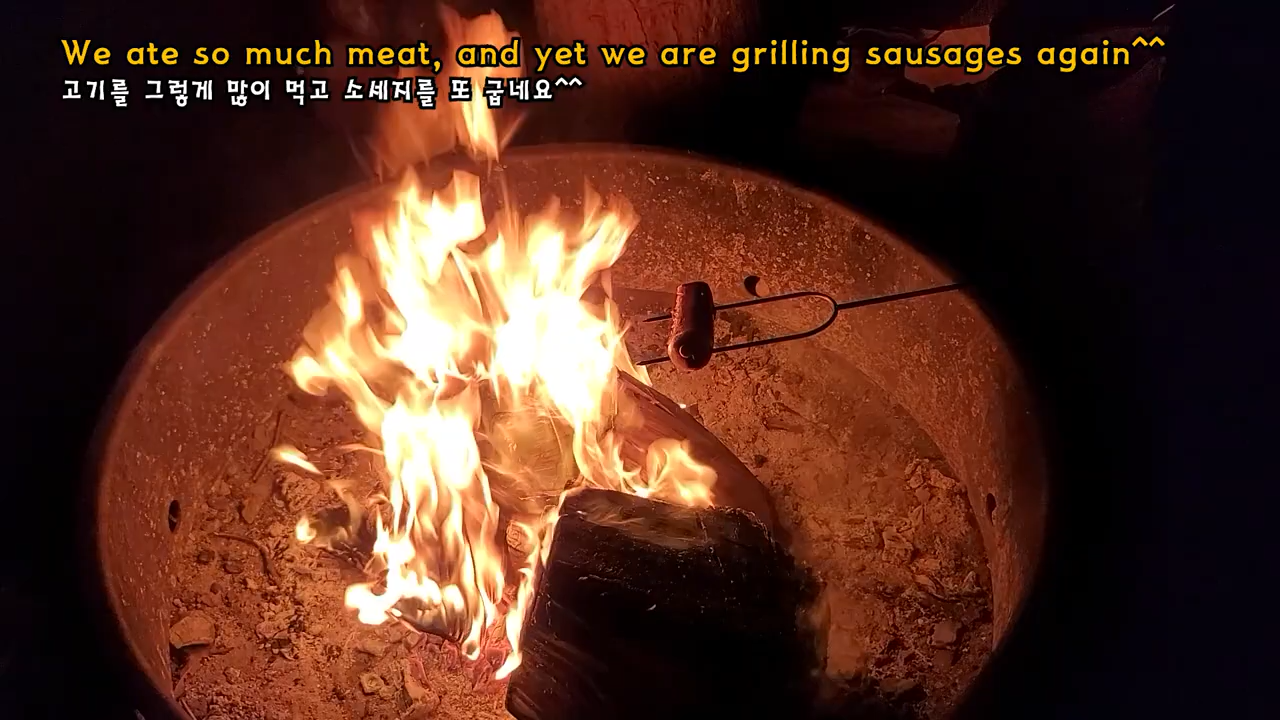 We ate so much meat, and yet we are grilling sausages again^^
고기를 그렇게 많이 먹고 소세지를 또 굽네요^^